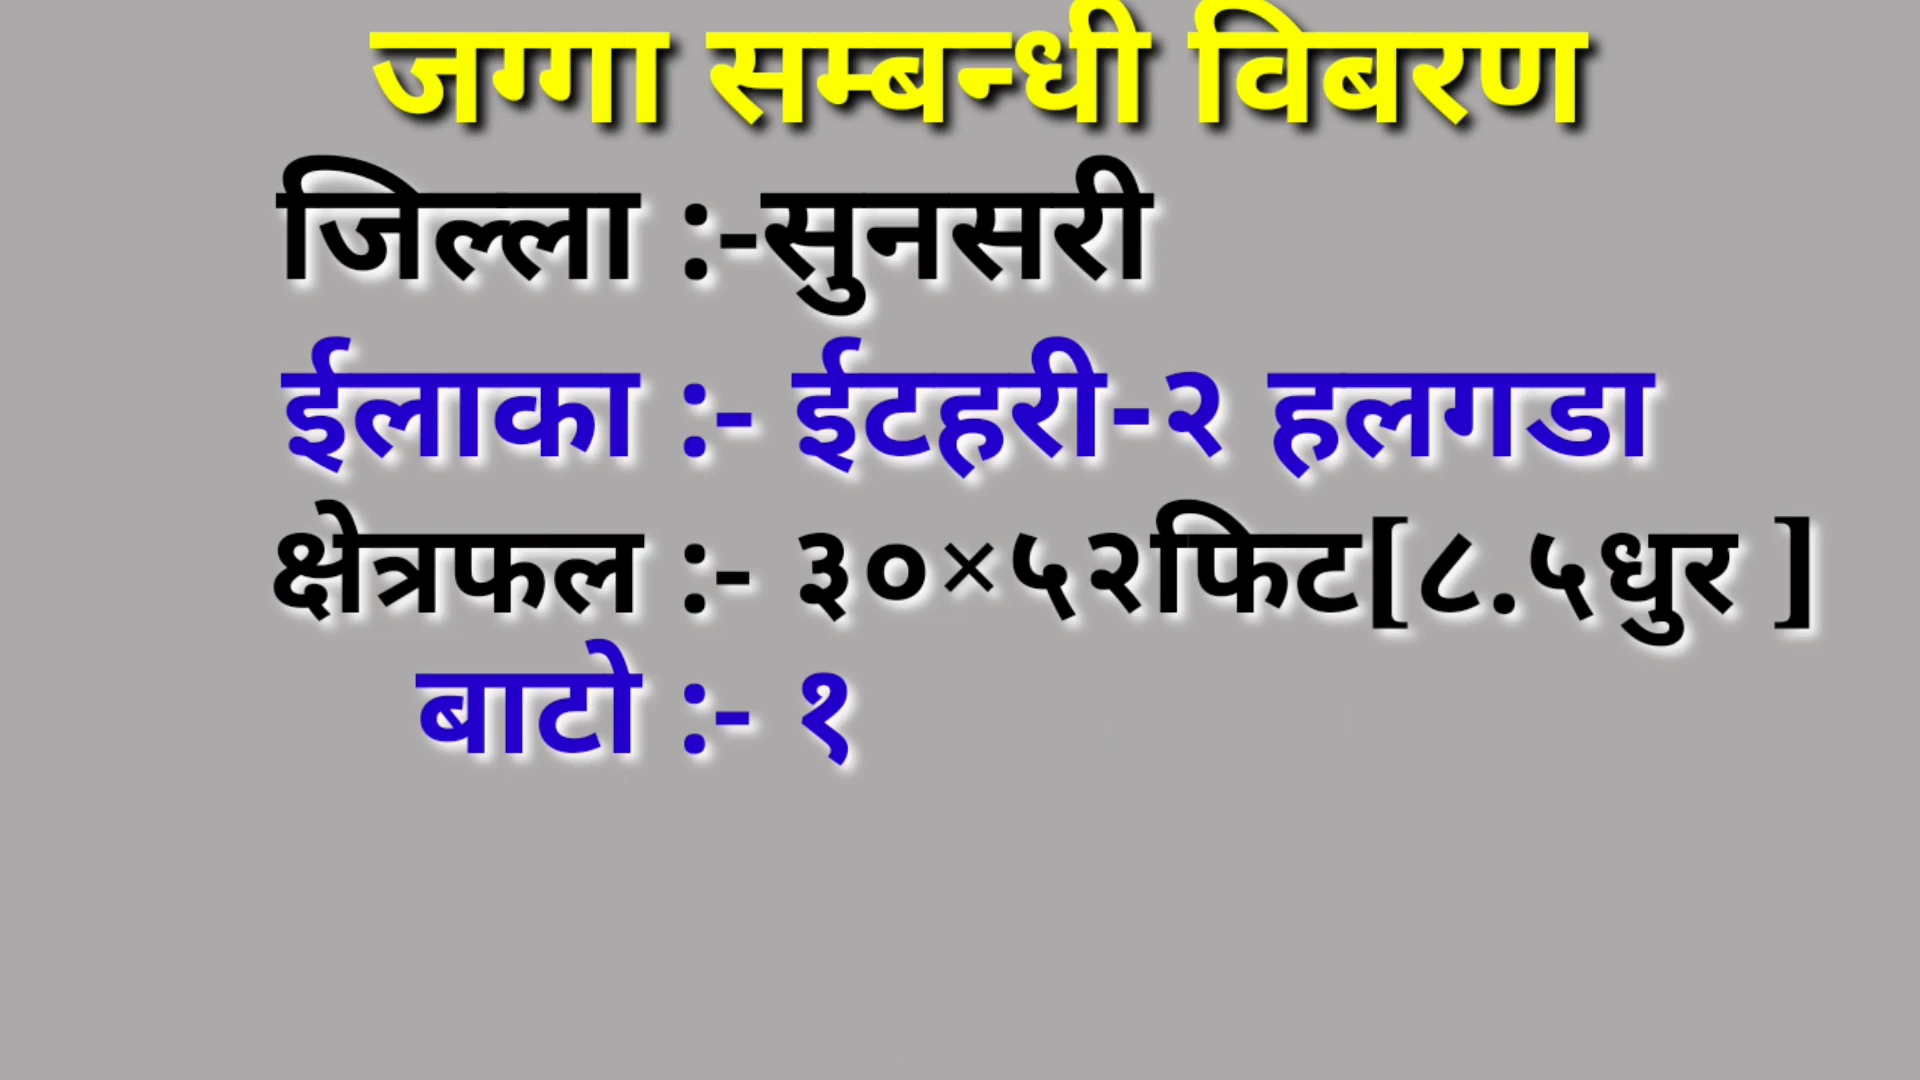 जग्गा सम्बन्धी विबरण
जिल्ला :-सुनसरी
ईलाका :- ईटहरी-२ हलगडा
क्षेत्रफल :- ३०×५२फिट[८.५धुर ]
बाटो :- १